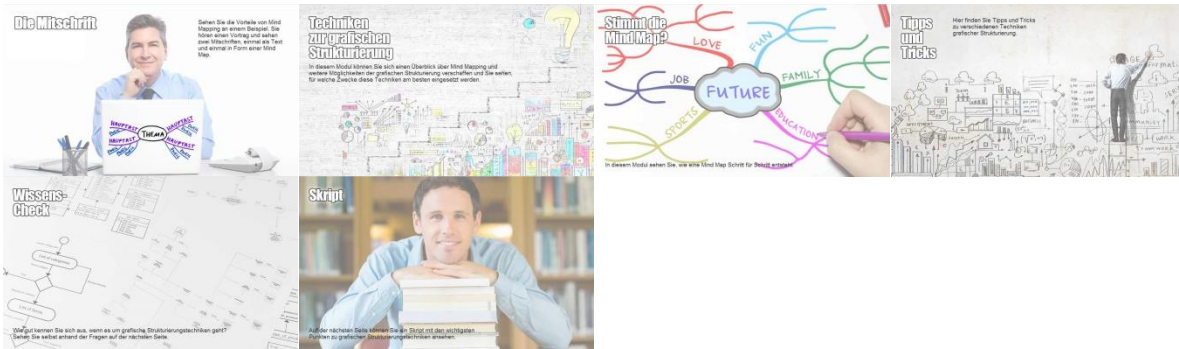 Die Mitschrift
Sehen Sie die Vorteile von Mind
Mapping an einem Beispiel. Sie
hören einen Vortrag und sehen
zwei Mitschriften, einmal als Text
und einmal in Form einer Mind
Map.
HAUPTAST
HAUPTAST
THEMA
HAUPTAST
HAUPTAST
Techniken
zur grafischen
Strukturierung
In diesem Modul können Sie sich einen Überblick über Mind Mapping und
weitere Möglichkeiten der grafischen Strukturierung verschaffen und Sie sehen,
für welche Zwecke diese Techniken am besten eingesetzt werden.
Stimmt die
Mind Map?
LOVE
FUN
JOB
FUTURE
FAMILY
SPORTS
EDUCATION
In diesem Modul sehen Sie, wie eine Mind Map Schritt für Schritt entsteht.
Tipps
und
Tricks
Hier finden Sie Tipps und Tricks
zu verschiedenen Techniken
grafischer Strukturierung.
Wissens-
Check
Wie gut kennen Sie sich aus, wenn es um grafische Strukturierungstechniken geht?
Sehen Sie selbst anhand der Fragen auf der nächsten Seite.
Skript
Auf der nächsten Seite können Sie ein Skript mit den wichtigsten
Punkten zu grafischen Strukturierungstechniken ansehen.